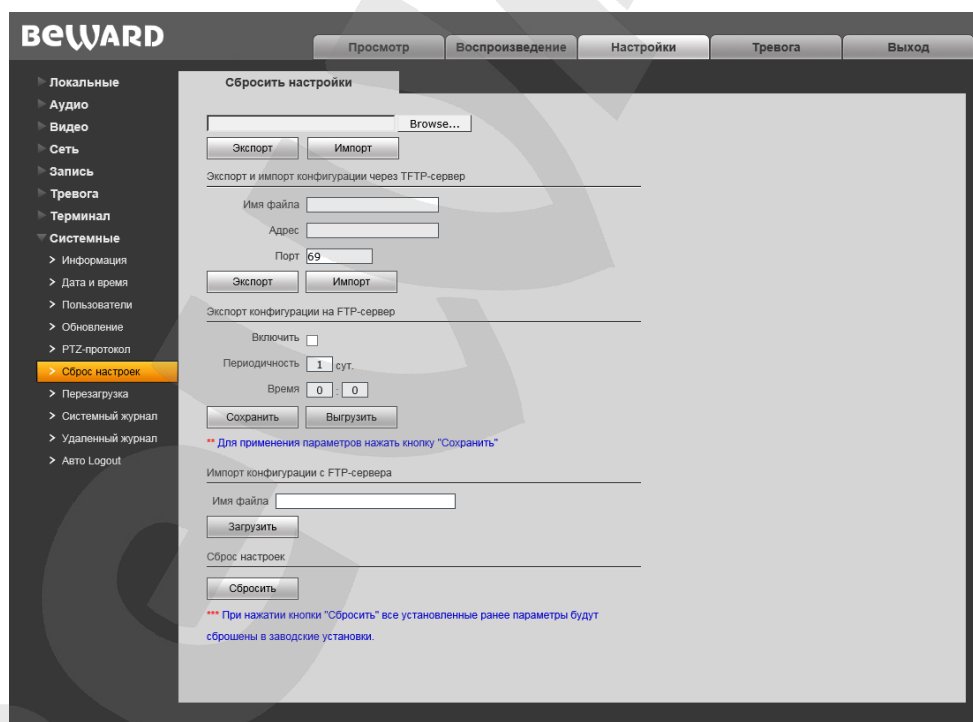 BEWARD
Просмотр Воспроизведение Настройки Тревога Выход
Локальные
Аудио
Видео
Сеть
Запись
Тревога
Терминал
Системные
Информация
Дата и время
Пользователи
Обновление
PTZ-протокол
Сброс настроек
Перезагрузка
Системный журнал
Удаленный журнал
Авто Logout
Сбросить настройки
Browse...
Экспорт Импорт
Экспорт и импорт конфигурации через TFTP-сервер
Имя файла
Адрес
Порт 69
Экспорт Импорт
Экспорт конфигурации на FTP-сервер
Включить
Периодичность 1 сут.
Время 0 : 0
Сохранить Выгрузить
** Для применения параметров нажать кнопку "Сохранить"
Импорт конфигурации с FTP-сервера
Имя файла
Загрузить
Сброс настроек
Сбросить
*** При нажатии кнопки "Сбросить" все установленные ранее параметры будут
сброшены в заводские установки.